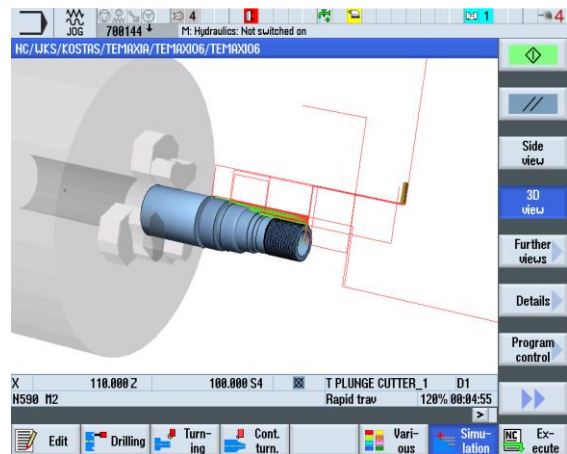 4 1 4
JOG 700144 M: Hydraulics: Not switched on
NC/WKS/KOSTAS/TEMAXIA/TEMAXIO6/TEMAXIO6
Side
view
3D
view
Further
views
Details
Program
control
X 110.000 Z 100.000 S4 T PLUNGE CUTTER_1 D1
N590 M2 Rapid trav 120% 00:04:55
>
Edit Drilling Turn-
ing Cont.
turn. Vari-
ous Simu-
lation NC Ex-
ecute